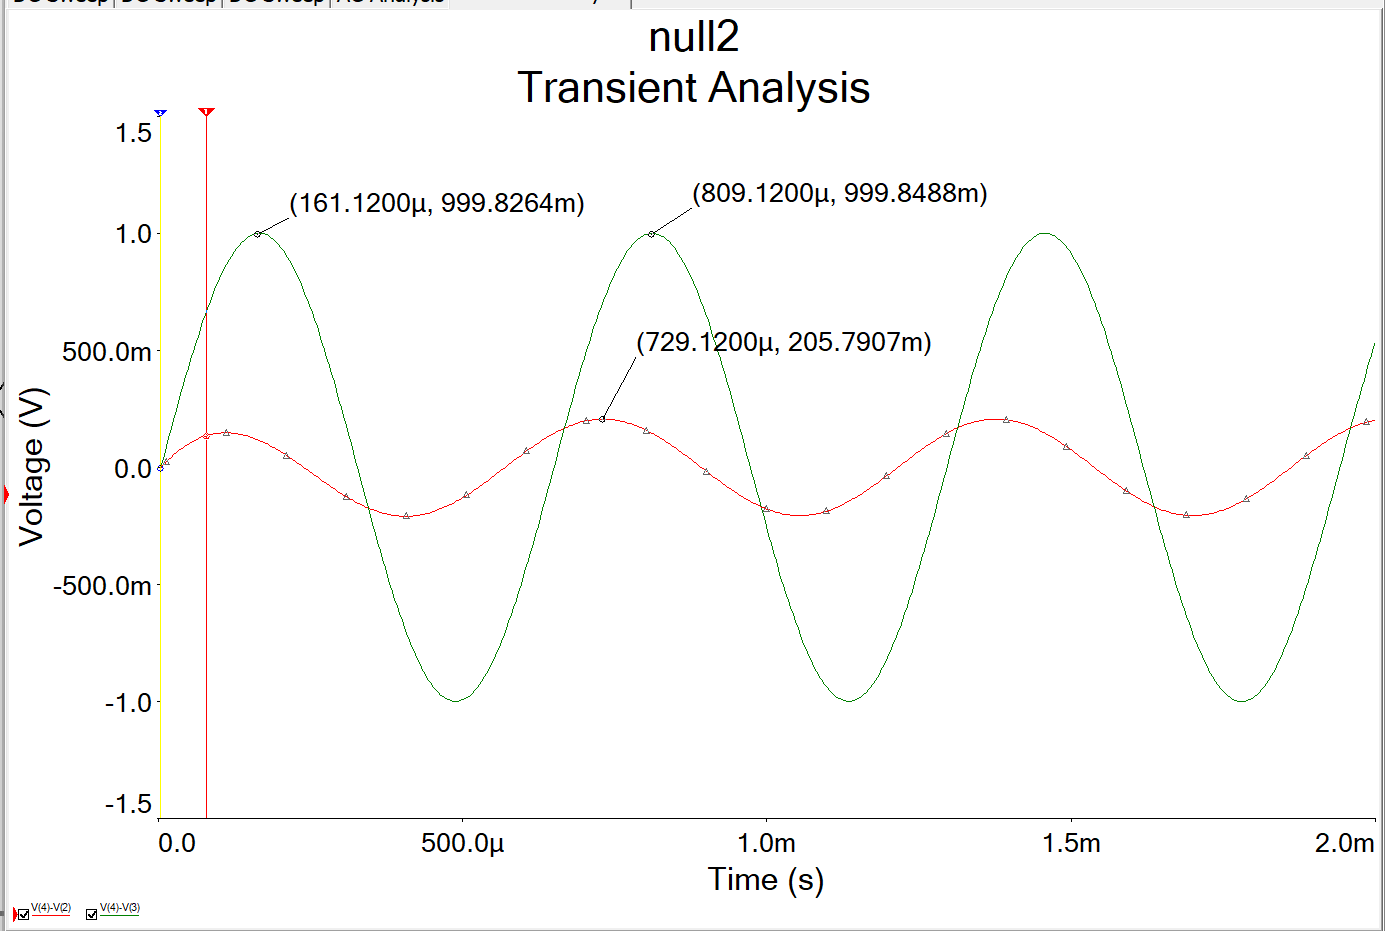 null2
Transient Analysis
1.5
(161.1200µ, 999.8264m)
(809.1200µ, 999.8488m)
1.0
500.0m
(729.1200µ, 205.7907m)
0.0
-500.0m
-1.0
-1.5
Voltage (V)
0.0 500.0µ 1.0m 1.5m 2.0m
Time (s)
V(4)-V(2) V(4)-V(3)